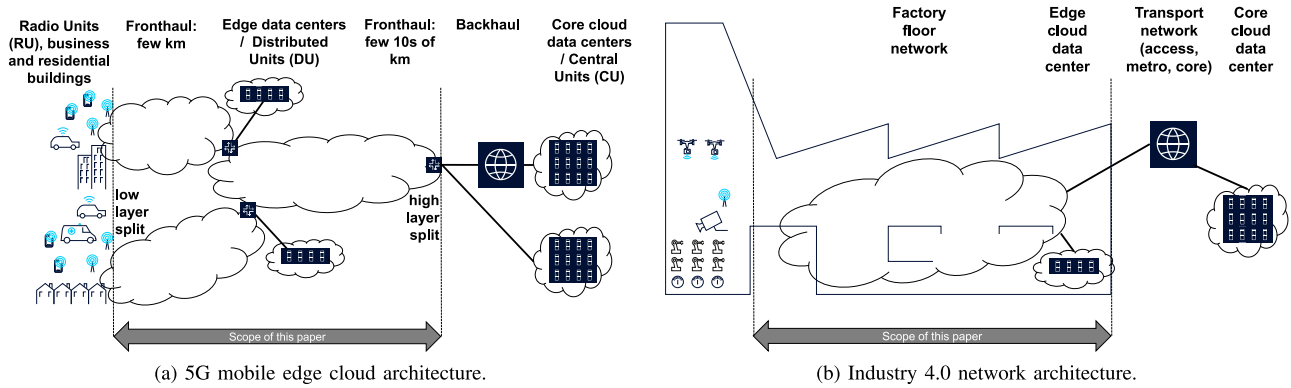 Radio Units
(RU), business
and residential
buildings
Fronthaul:
few km
Edge data centers
/ Distributed
Units (DU)
Fronthaul:
few 10s of
km
Backhaul
Core cloud
data centers
/ Central
Units (CU)
low
layer
split
high
layer
split
Scope of this paper
(a) 5G mobile edge cloud architecture.
Factory
floor
network
Edge
cloud
data
center
Transport
network
(access,
metro, core)
Core
cloud
data
center
Scope of this paper
(b) Industry 4.0 network architecture.